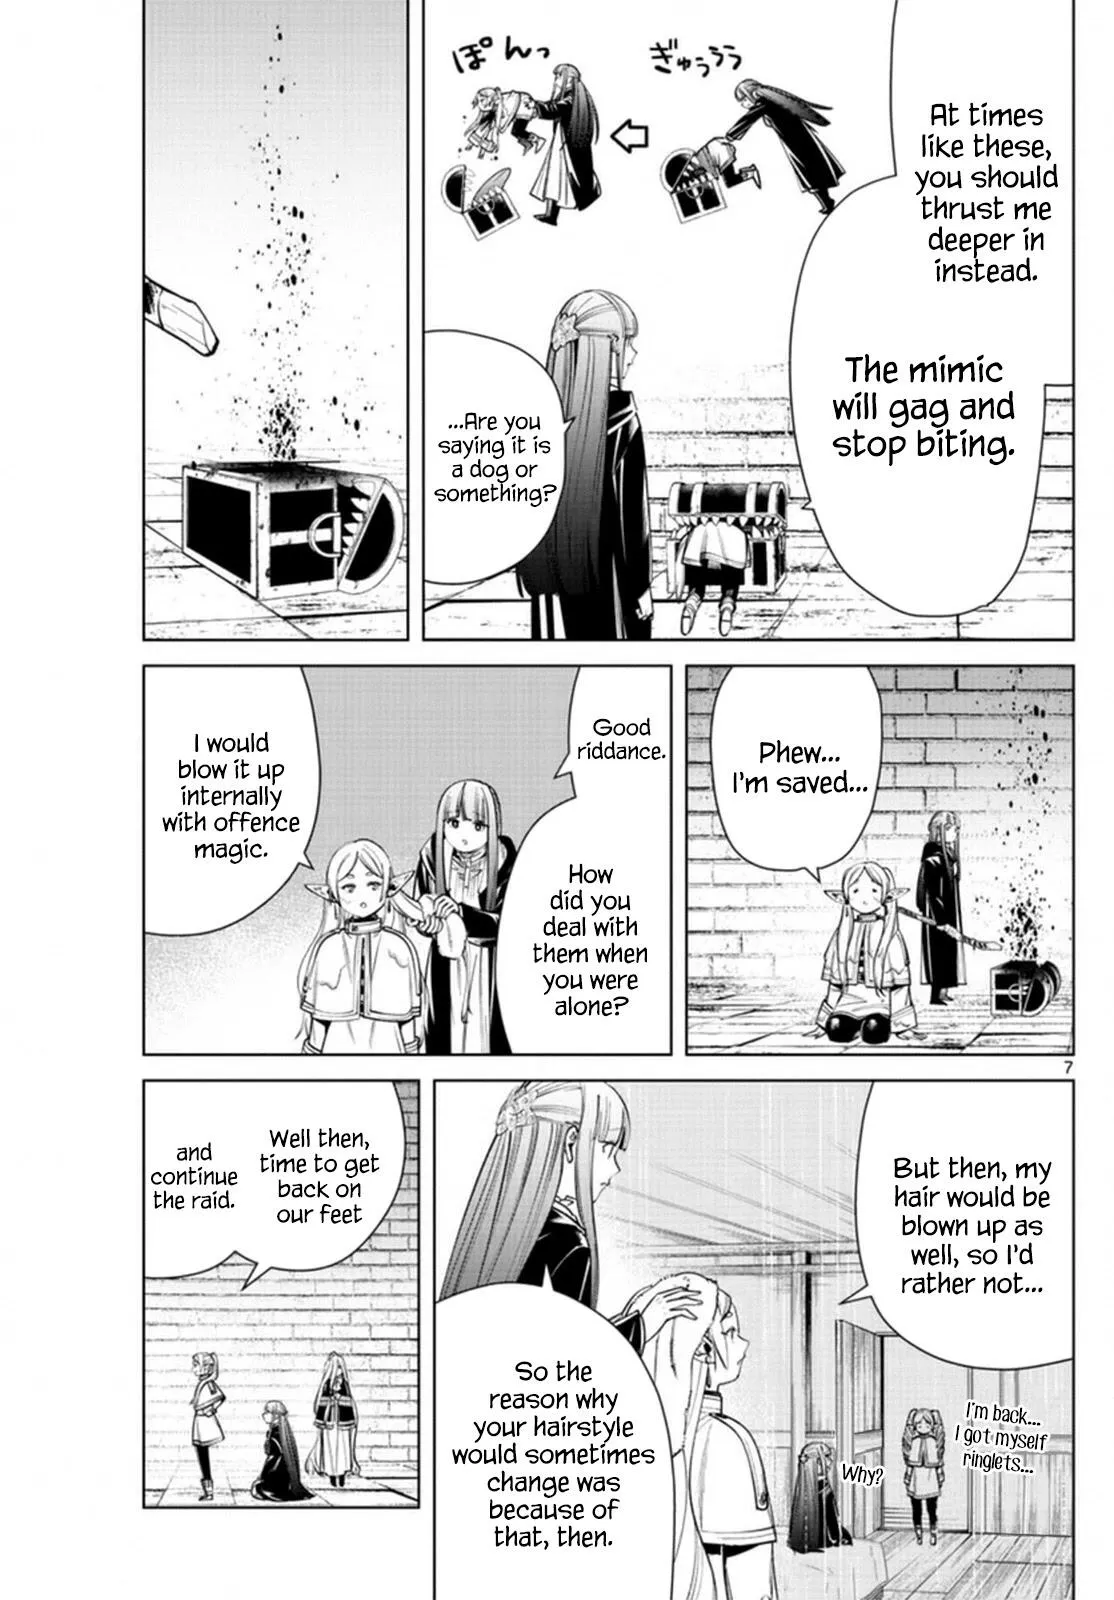 At times
like these,
you should
thrust me
deeper in
instead.
The mimic
will gag and
stop biting.
ぎゅううう
ぽんっ
...Are you
saying it is
a dog or
something?
Phew...
I'm saved...
Good
riddance.
How
did you
deal with
them when
you were
alone?
I would
blow it up
internally
with offence
magic.
7
But then, my
hair would be
blown up as
well, so I'd
rather not...
I'm back...
I got myself
ringlets...
Why?
So the
reason why
your hairstyle
would sometimes
change was
because of
that, then.
Well then,
time to get
back on
our feet
and
continue
the raid.